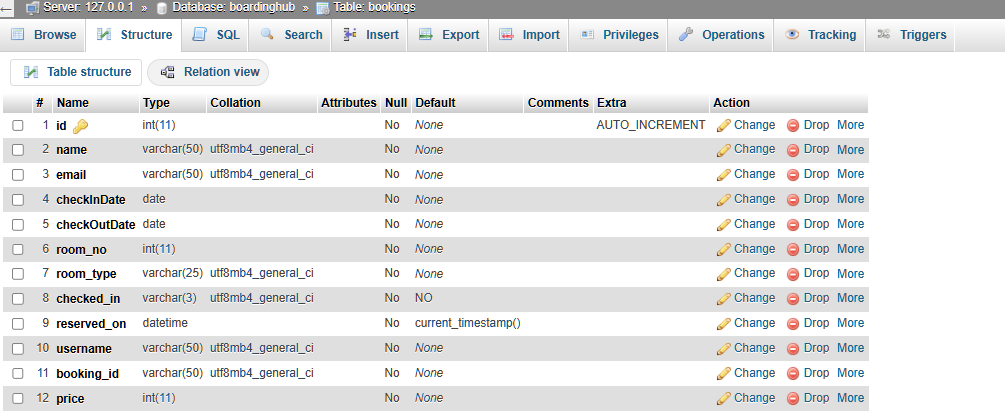 Server: 127.0.0.1 » Database: boardinghub » Table: bookings
Browse Structure SQL Search Insert Export Import Privileges Operations Tracking Triggers
Table structure Relation view
# Name Type Collation Attributes Null Default Comments Extra Action
1 id int(11) No None AUTO_INCREMENT Change Drop More
2 name varchar(50) utf8mb4_general_ci No None Change Drop More
3 email varchar(50) utf8mb4_general_ci No None Change Drop More
4 checkInDate date No None Change Drop More
5 checkOutDate date No None Change Drop More
6 room_no int(11) No None Change Drop More
7 room_type varchar(25) utf8mb4_general_ci No None Change Drop More
8 checked_in varchar(3) utf8mb4_general_ci No NO Change Drop More
9 reserved_on datetime No current_timestamp() Change Drop More
10 username varchar(50) utf8mb4_general_ci No None Change Drop More
11 booking_id varchar(50) utf8mb4_general_ci No None Change Drop More
12 price int(11) No None Change Drop More